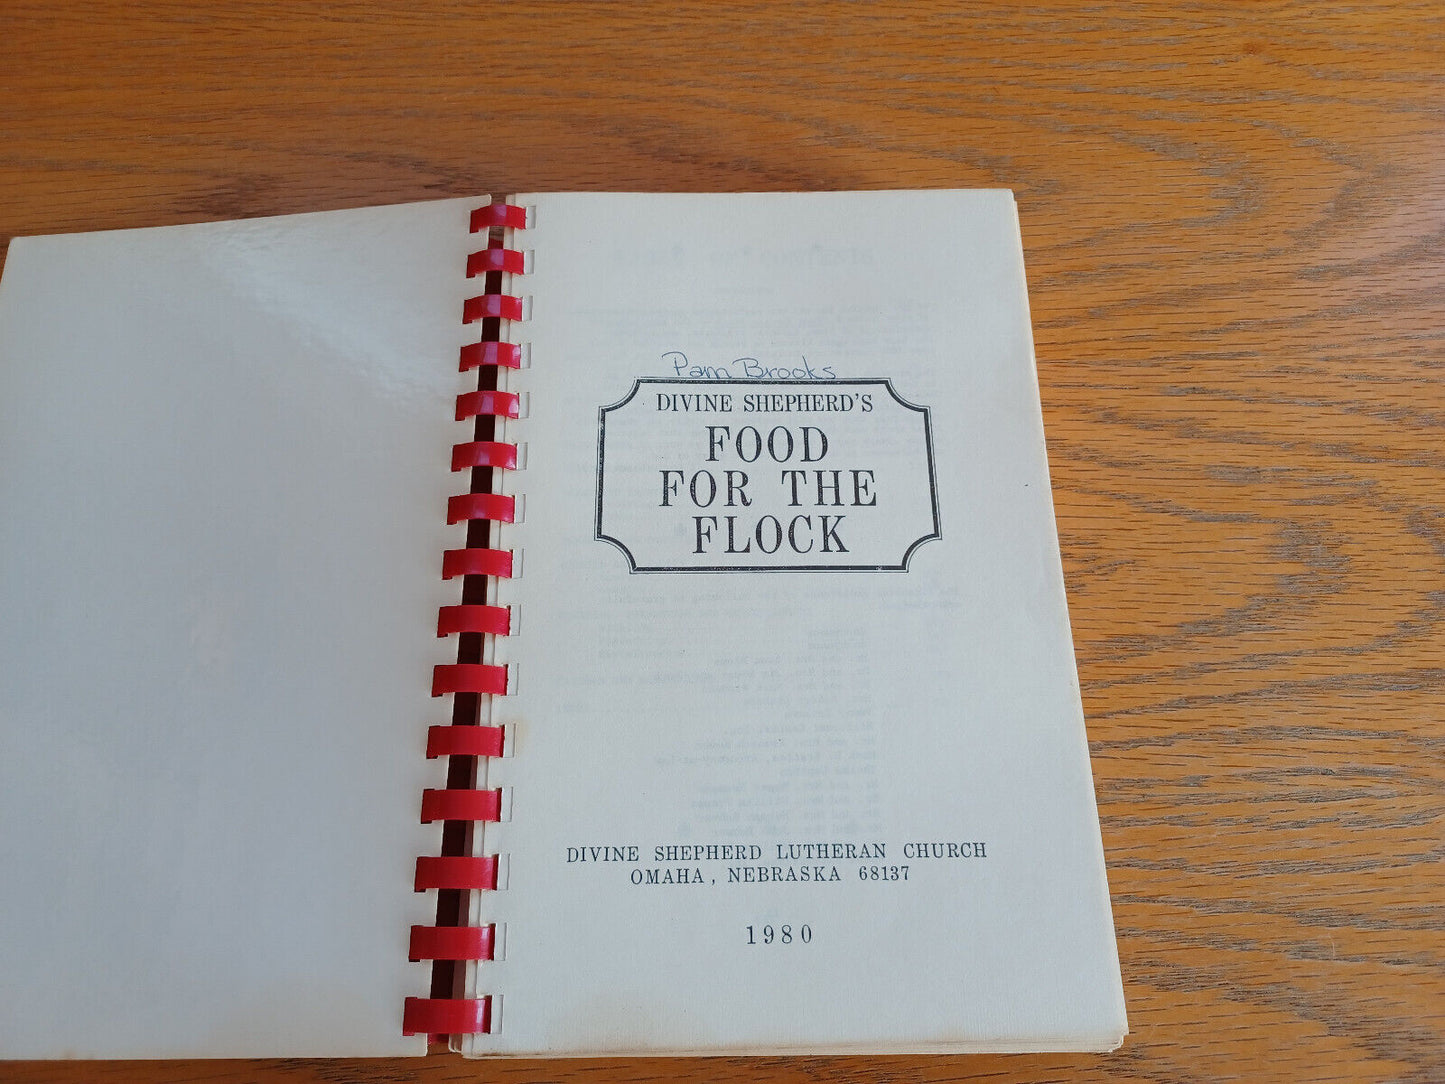 Pam Brooks
DIVINE SHEPHERD'S
FOOD
FOR THE
FLOCK
DIVINE SHEPHERD LUTHERAN CHURCH
OMAHA, NEBRASKA 68137
1980